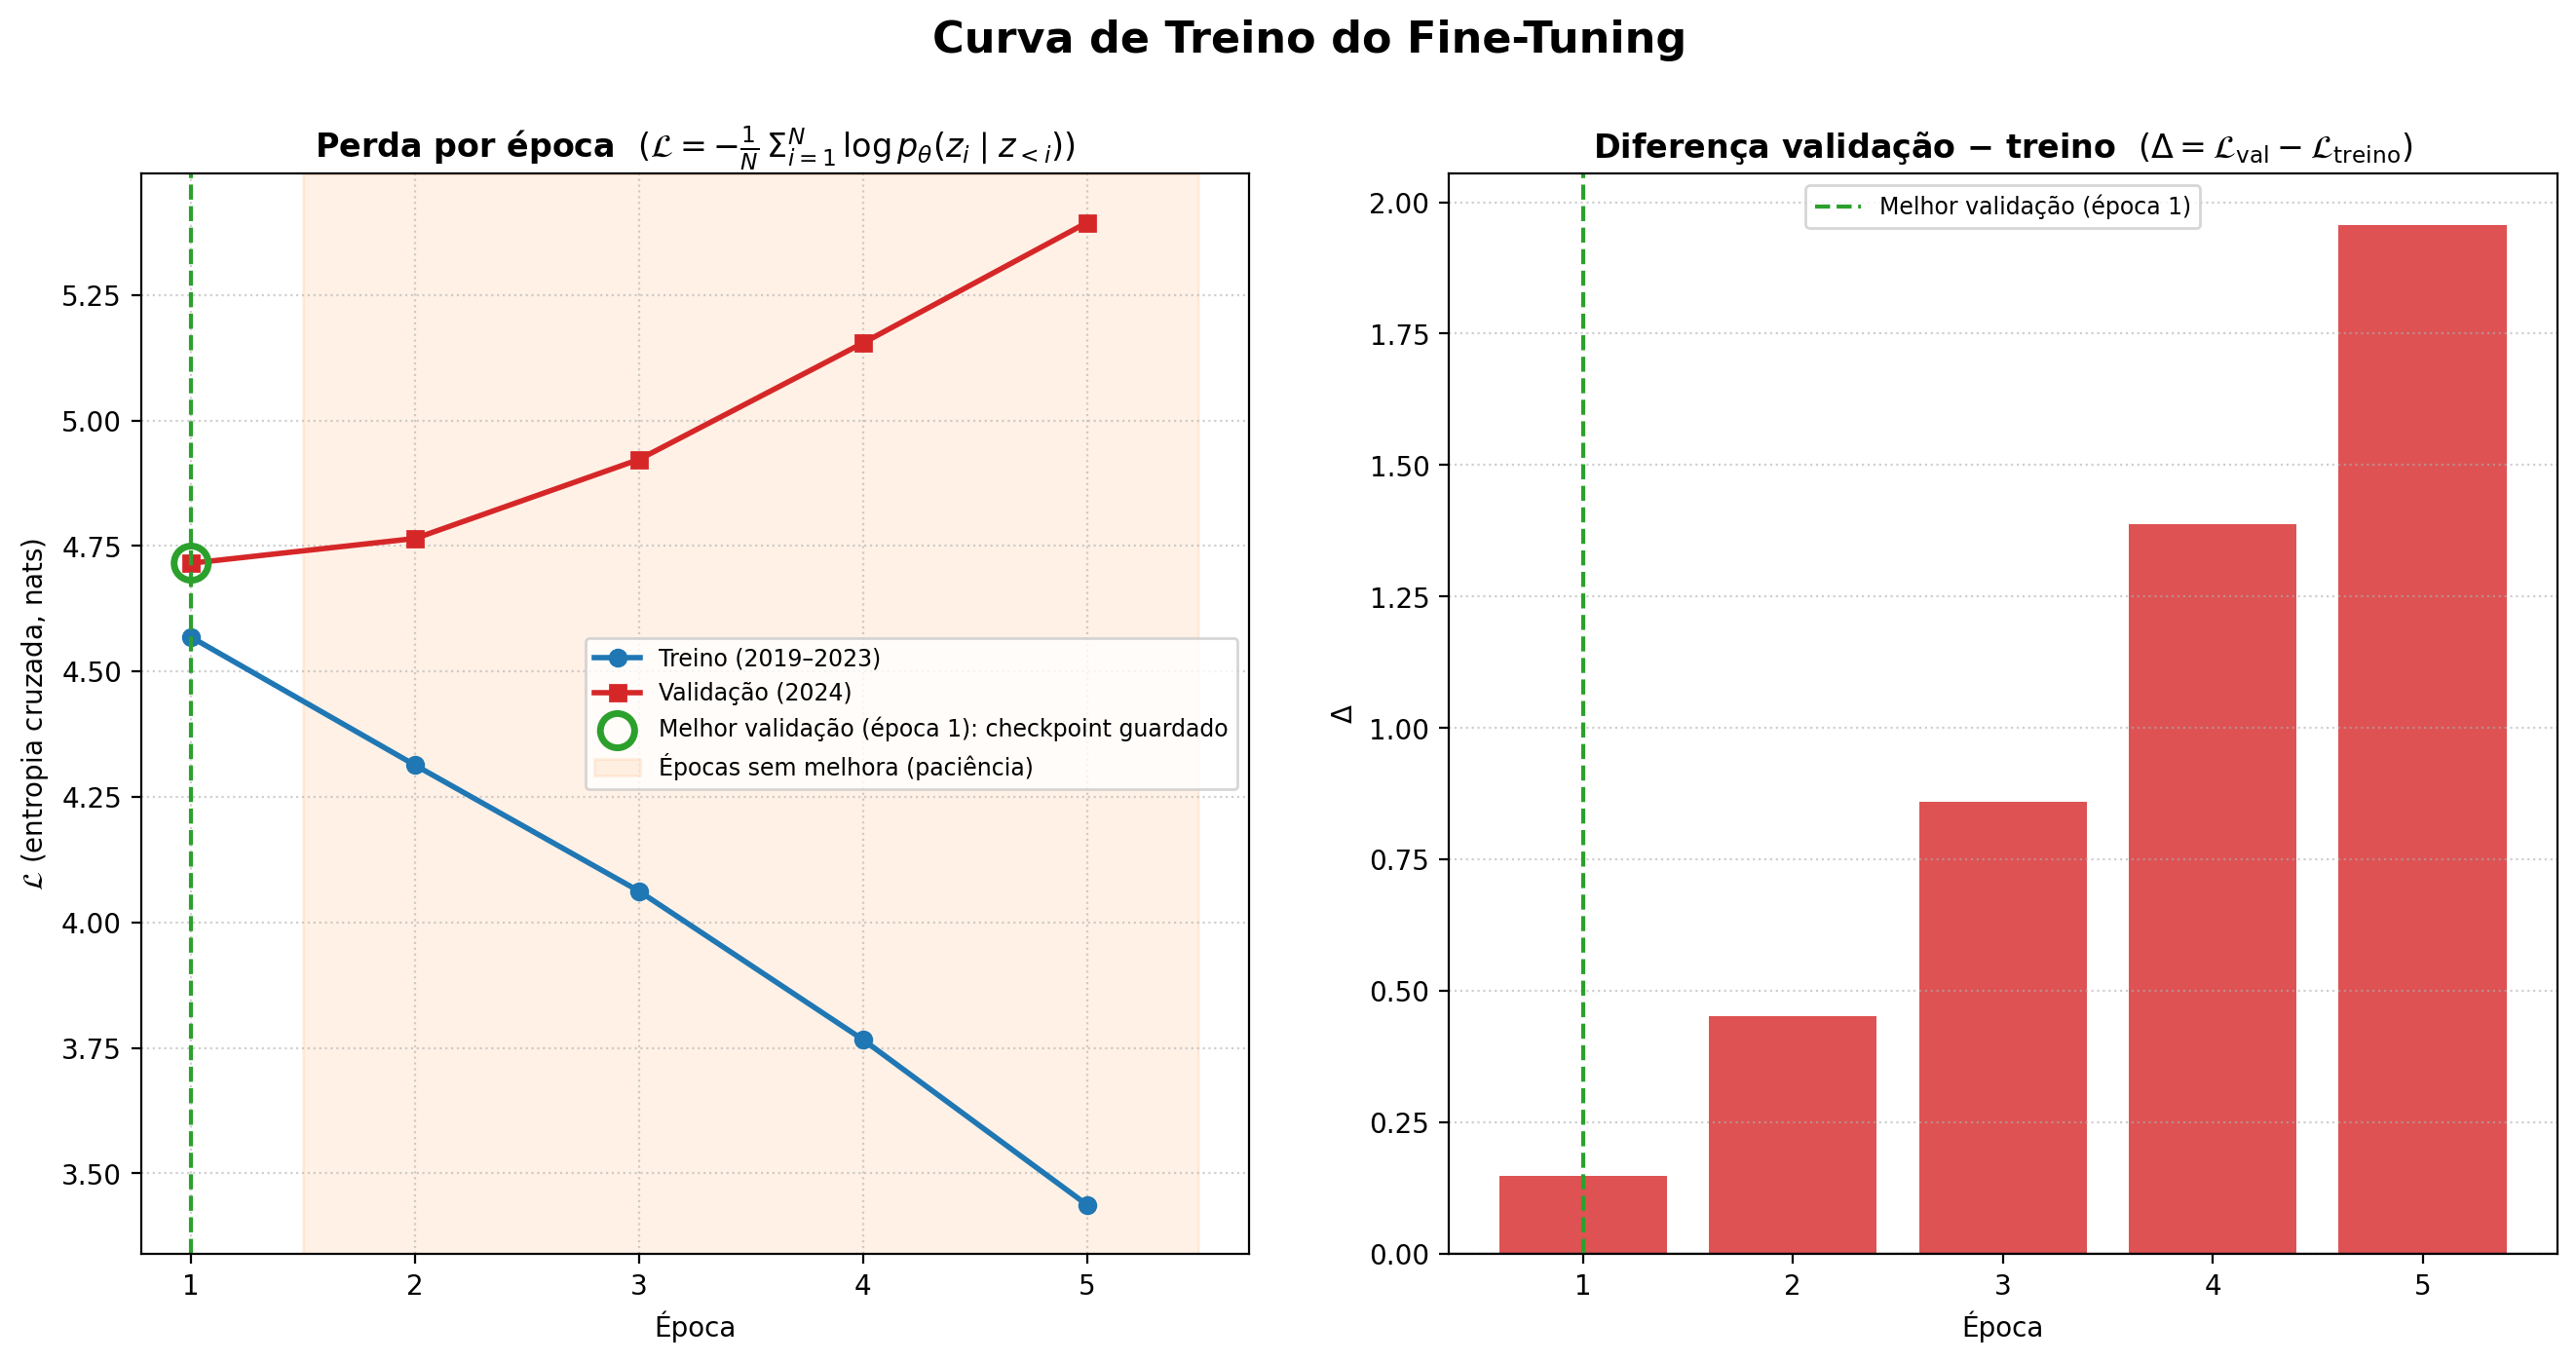 Curva de Treino do Fine-Tuning
Perda por época (ℒ = −1/N Σᵢ₌₁ᴺ log p_θ(zᵢ | z_{<i}))
ℒ (entropia cruzada, nats)
5.25
5.00
4.75
4.50
4.25
4.00
3.75
3.50
Treino (2019–2023)
Validação (2024)
Melhor validação (época 1): checkpoint guardado
Épocas sem melhora (paciência)
1 2 3 4 5
Época
Diferença validação − treino (Δ = ℒ_val − ℒ_treino)
Δ
2.00
1.75
1.50
1.25
1.00
0.75
0.50
0.25
0.00
Melhor validação (época 1)
1 2 3 4 5
Época